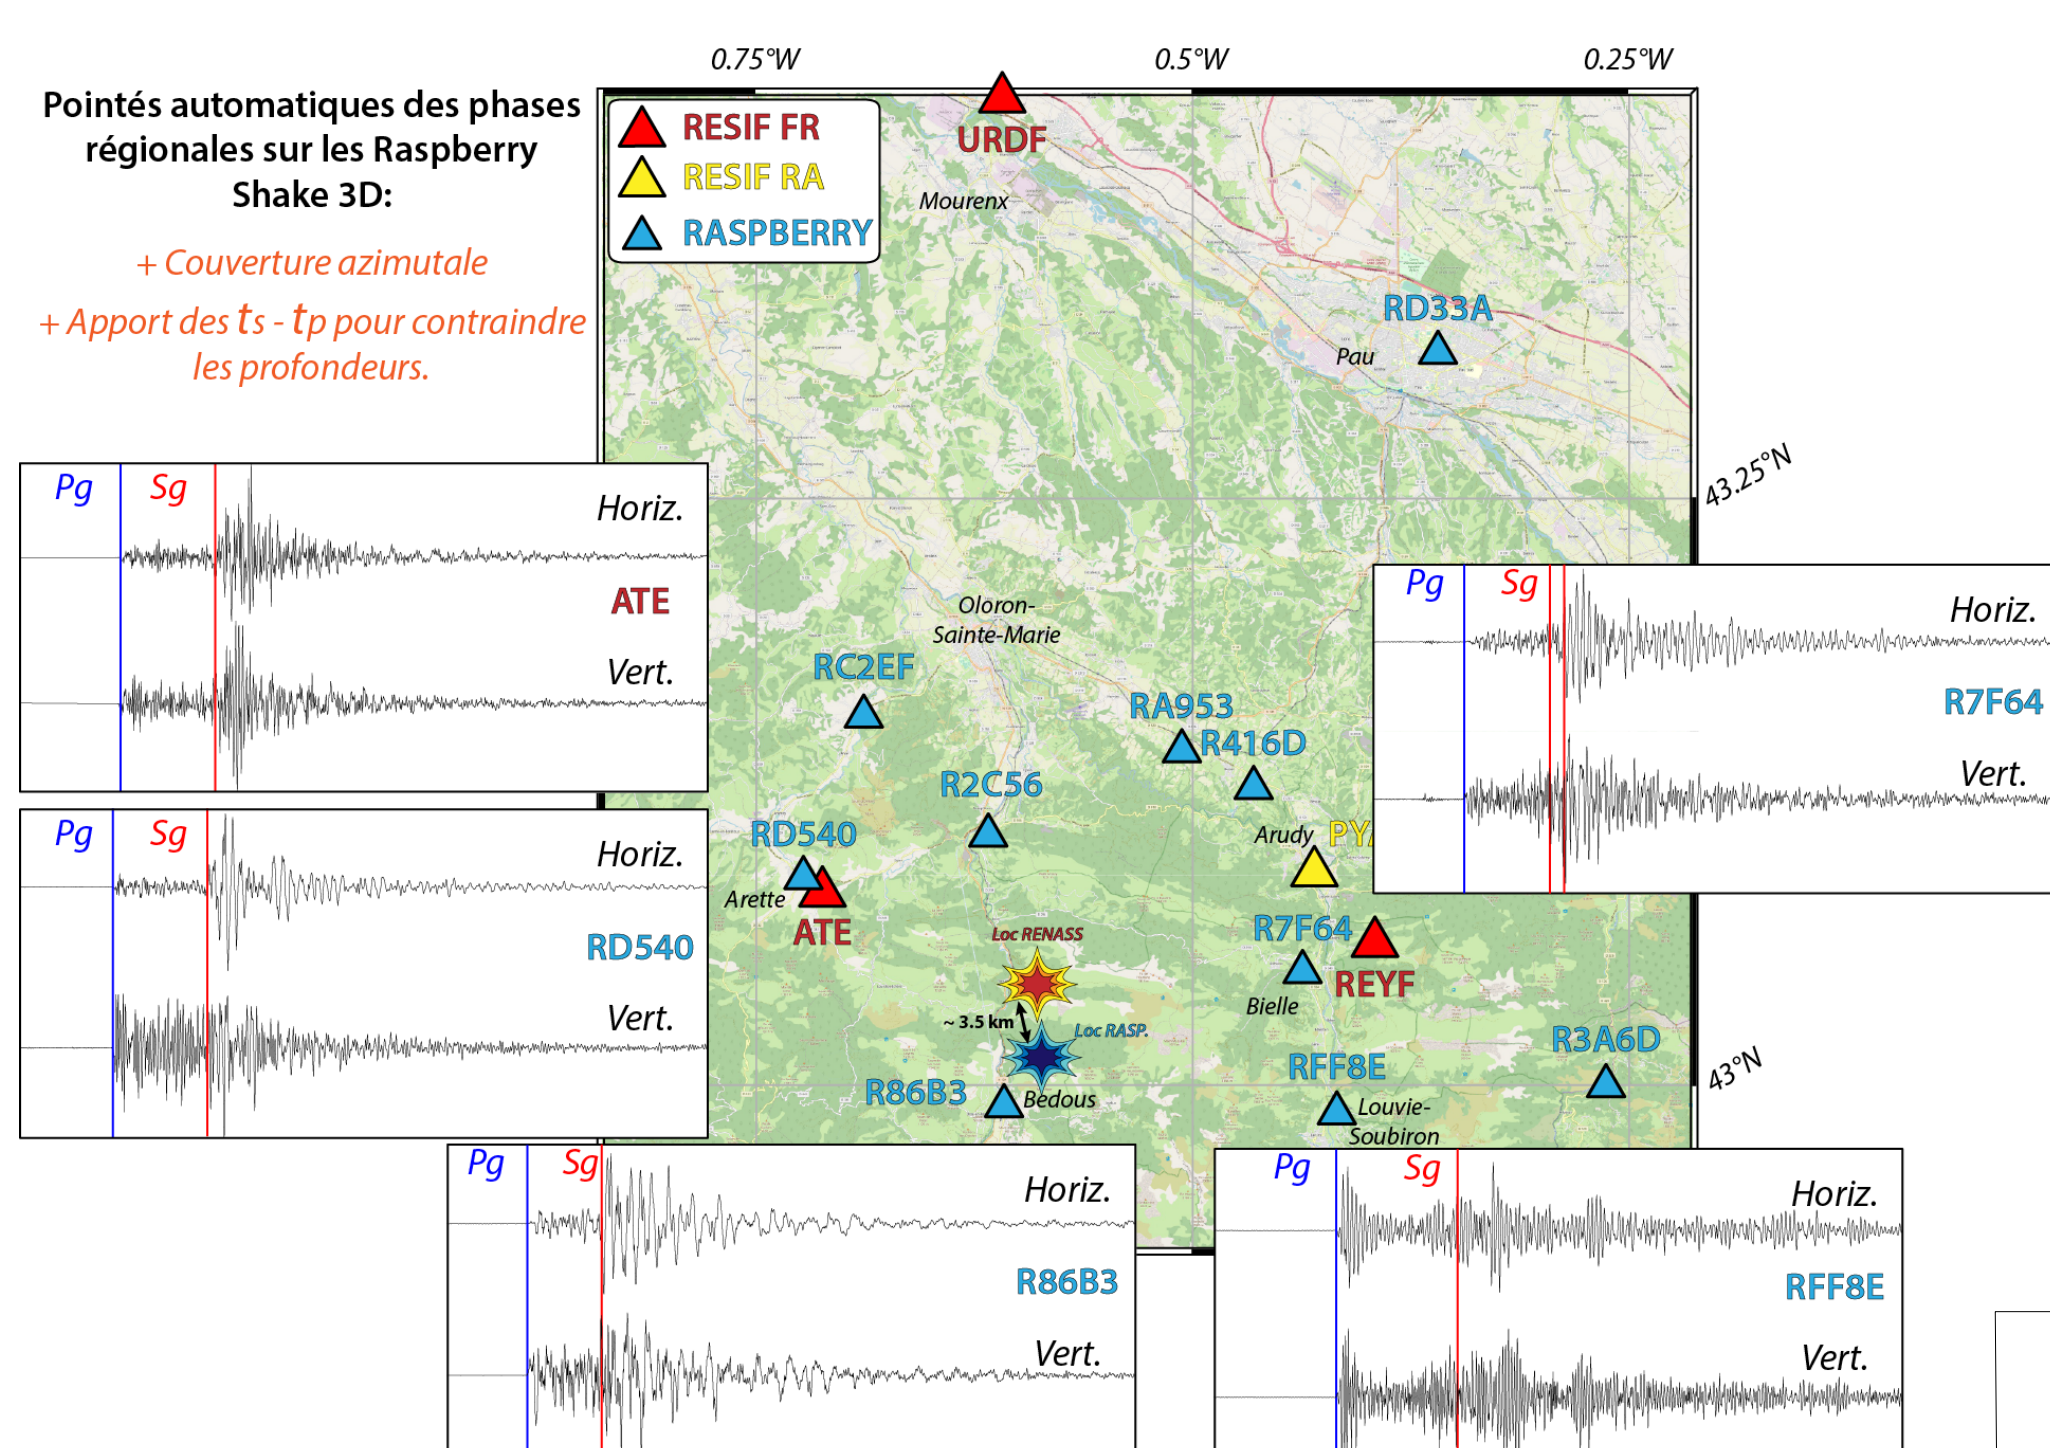 0.75°W
0.5°W
0.25°W
Pointés automatiques des phases
régionales sur les Raspberry
Shake 3D:
+ Couverture azimutale
+ Apport des ts - tp pour contraindre
les profondeurs.
RESIF FR
RESIF RA
RASPBERRY
URDF
Mourenx
RD33A
Pau
43.25°N
Pg
Sg
Horiz.
ATE
Vert.
Pg
Sg
Horiz.
R7F64
Vert.
Oloron-
Sainte-Marie
RC2EF
RA953
R416D
R2C56
RD540
Arudy
PY
Arette
ATE
Pg
Sg
Horiz.
RD540
Vert.
Loc RENASS
R7F64
REYF
Bielle
~ 3.5 km
Loc RASP.
R3A6D
43°N
RFF8E
R86B3
Bedous
Louvie-
Soubiron
Pg
Sg
Horiz.
R86B3
Vert.
Pg
Sg
Horiz.
RFF8E
Vert.